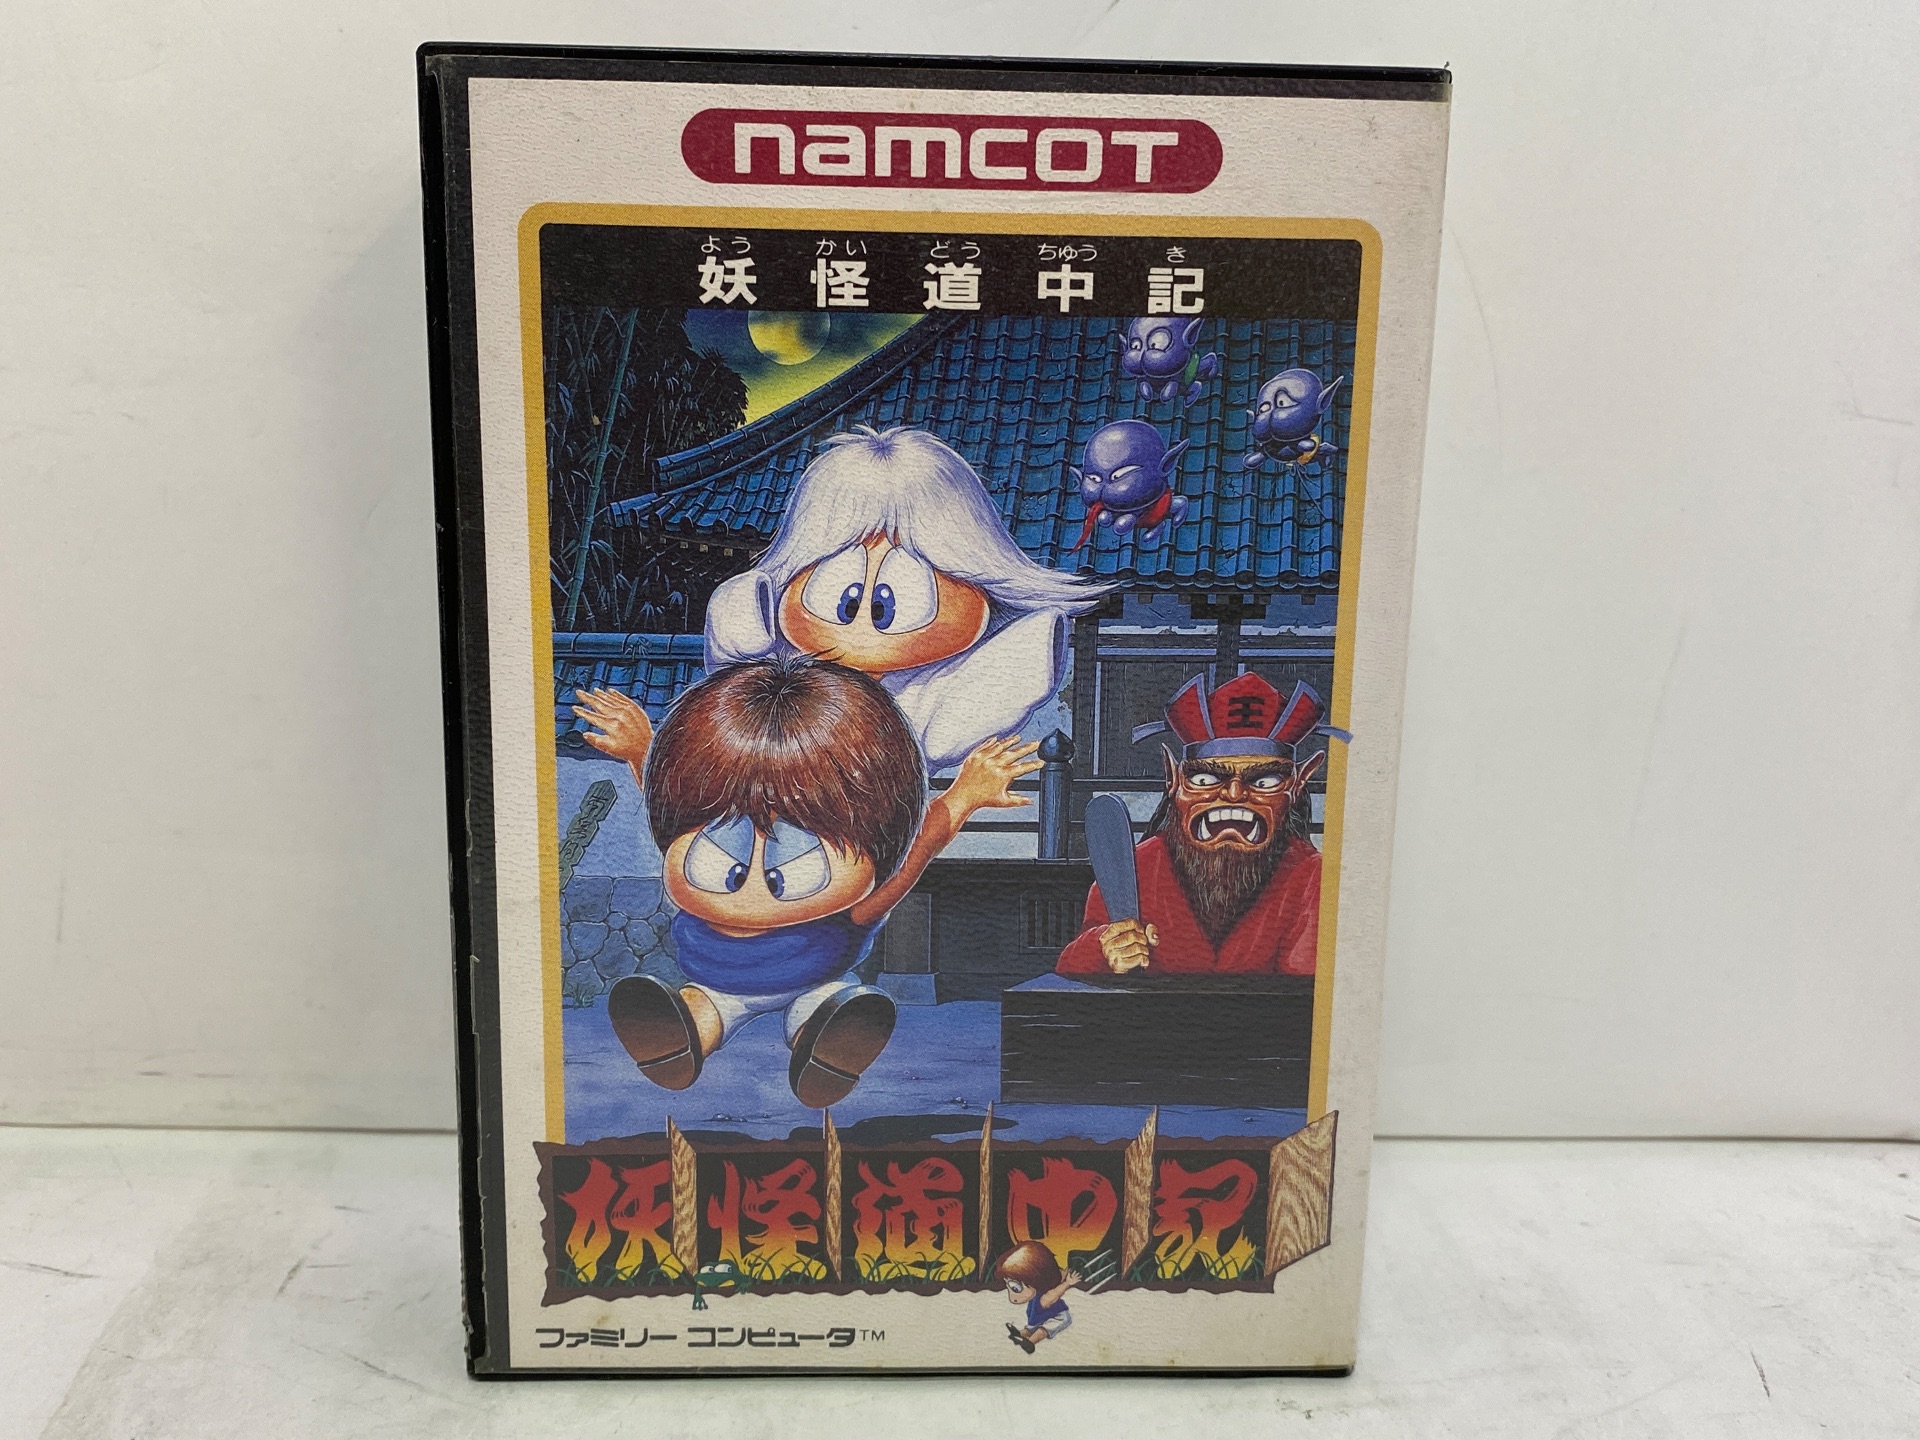 namcot
よう かい どう ちゅう き
妖怪道中記
王
妖怪道中記
ファミリー コンピュータ™